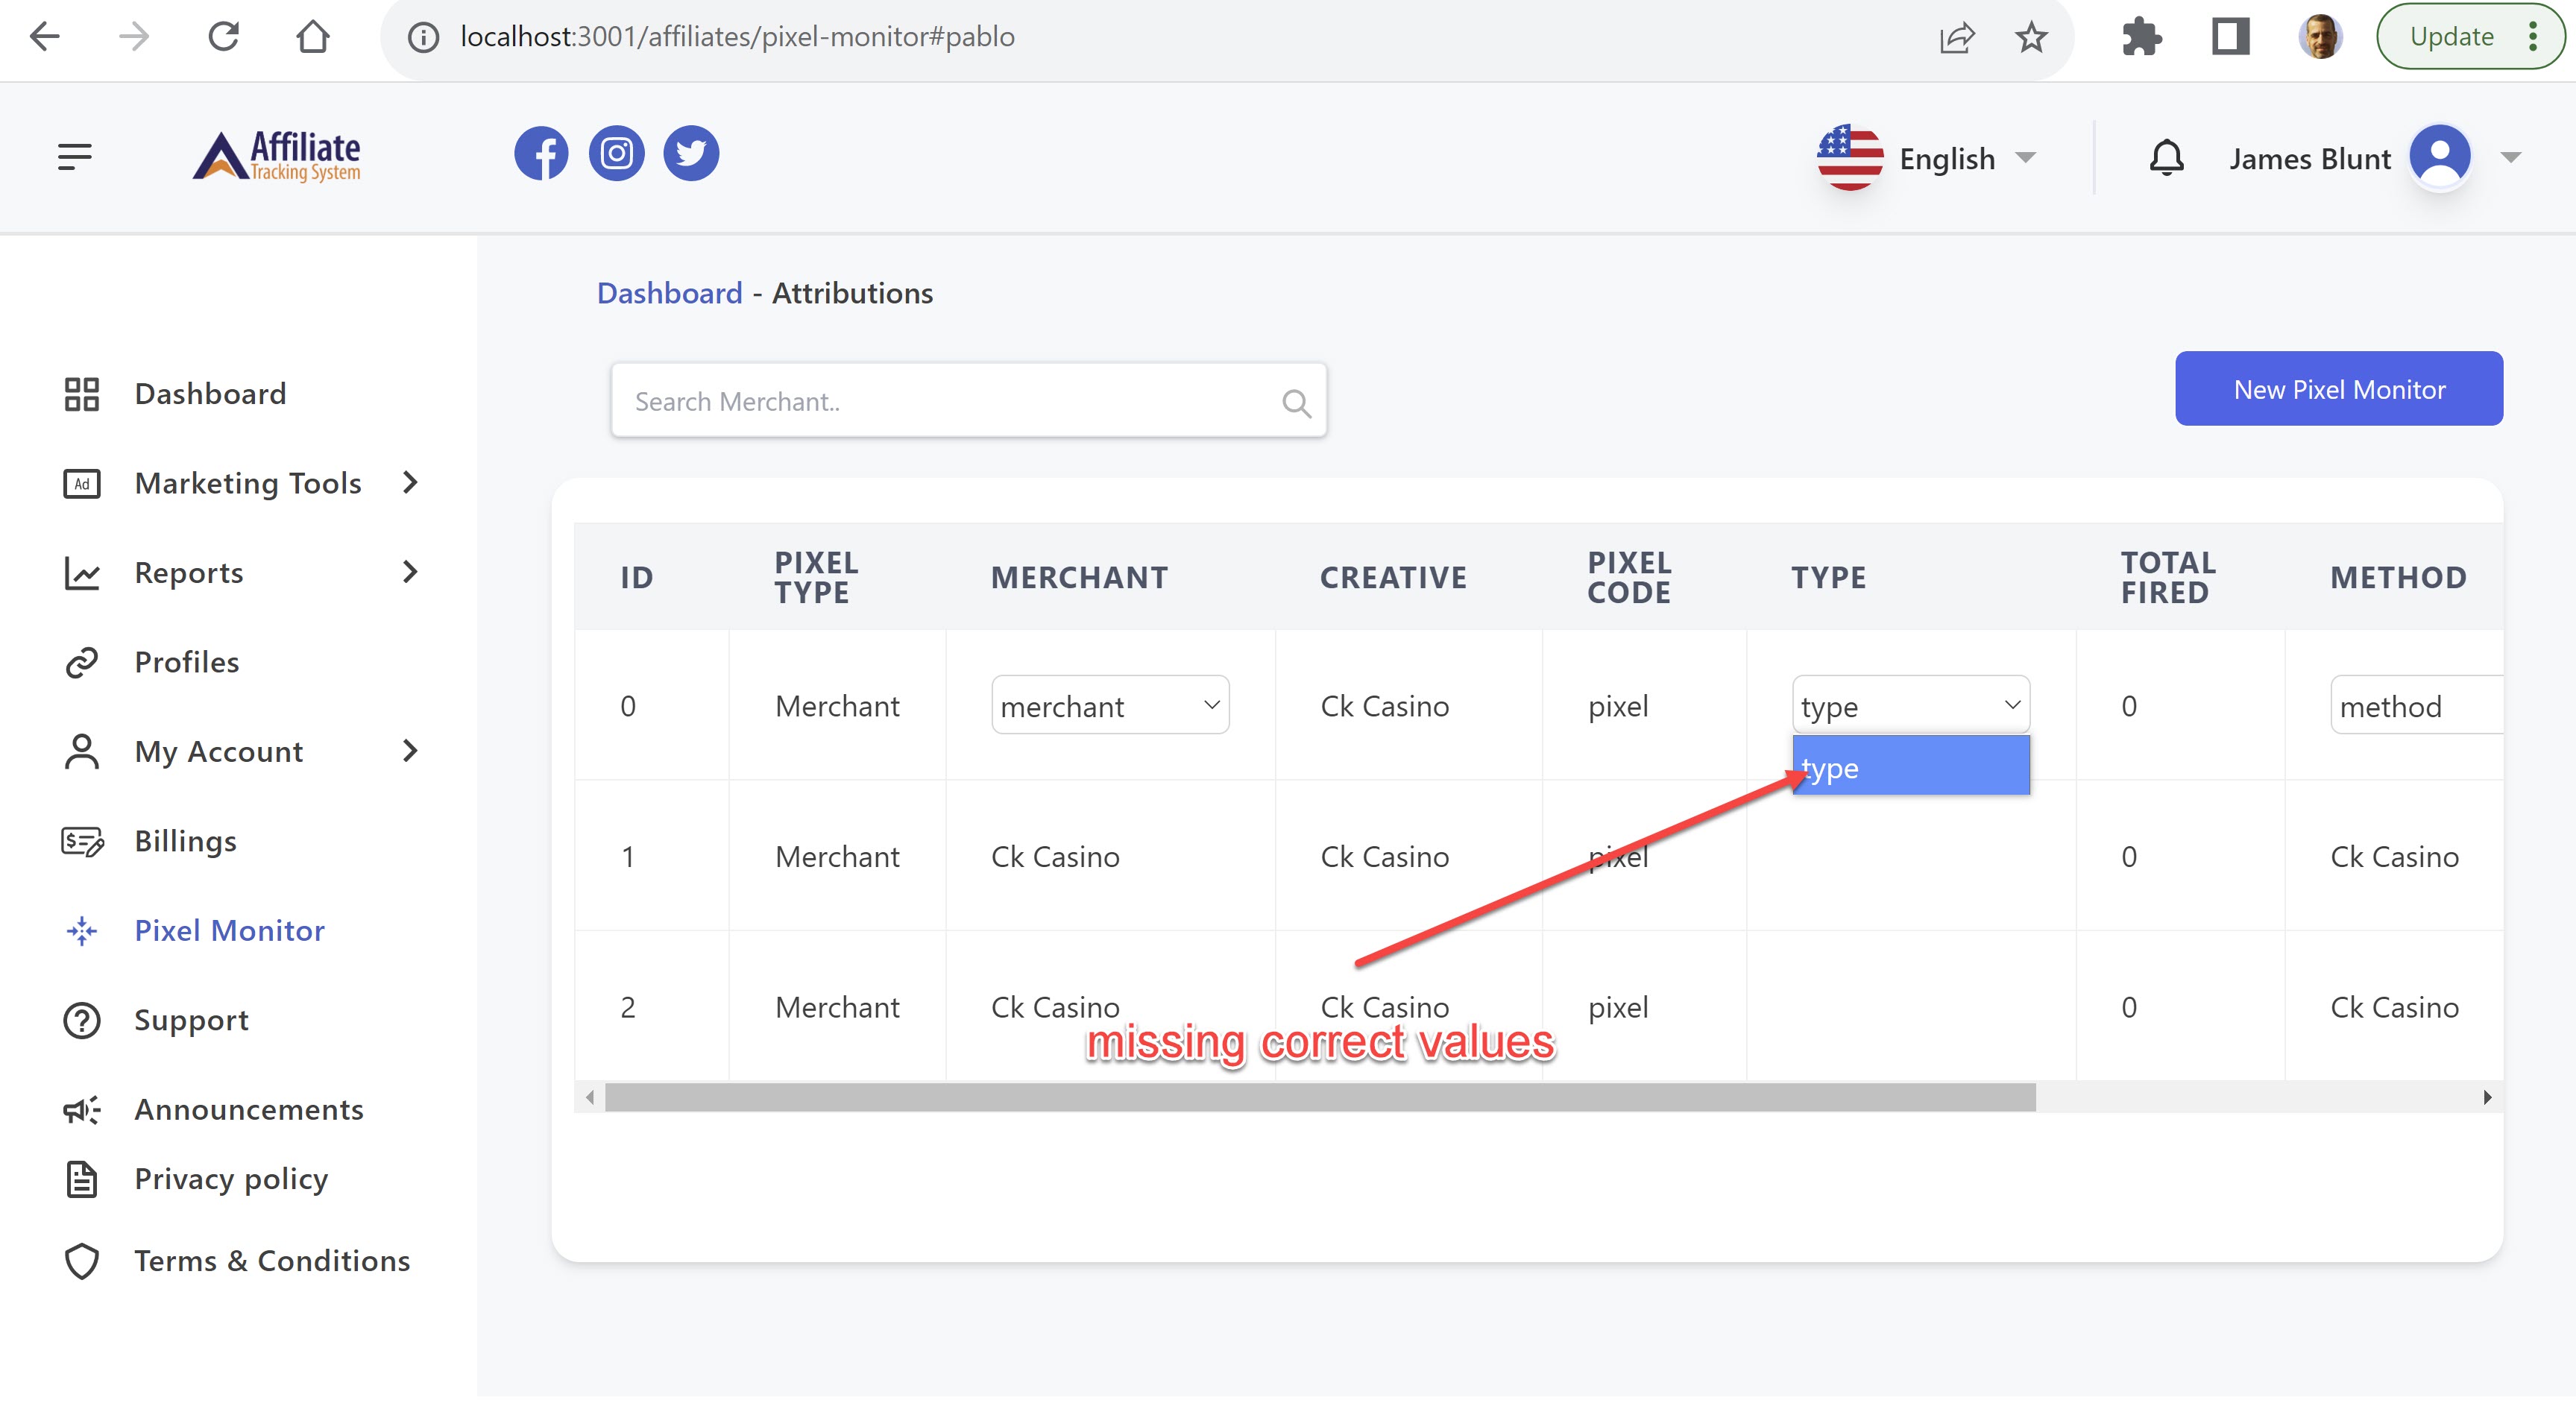 localhost:3001/affiliates/pixel-monitor#pablo
Update
Affiliate
Tracking System
English
James Blunt
Dashboard - Attributions
Search Merchant..
New Pixel Monitor
Dashboard
Ad
Marketing Tools
Reports
Profiles
My Account
Billings
Pixel Monitor
Support
Announcements
Privacy policy
Terms & Conditions
ID PIXEL TYPE MERCHANT CREATIVE PIXEL CODE TYPE TOTAL FIRED METHOD
0 Merchant merchant Ck Casino pixel type 0 method
type
1 Merchant Ck Casino Ck Casino pixel 0 Ck Casino
2 Merchant Ck Casino Ck Casino pixel 0 Ck Casino
missing correct values